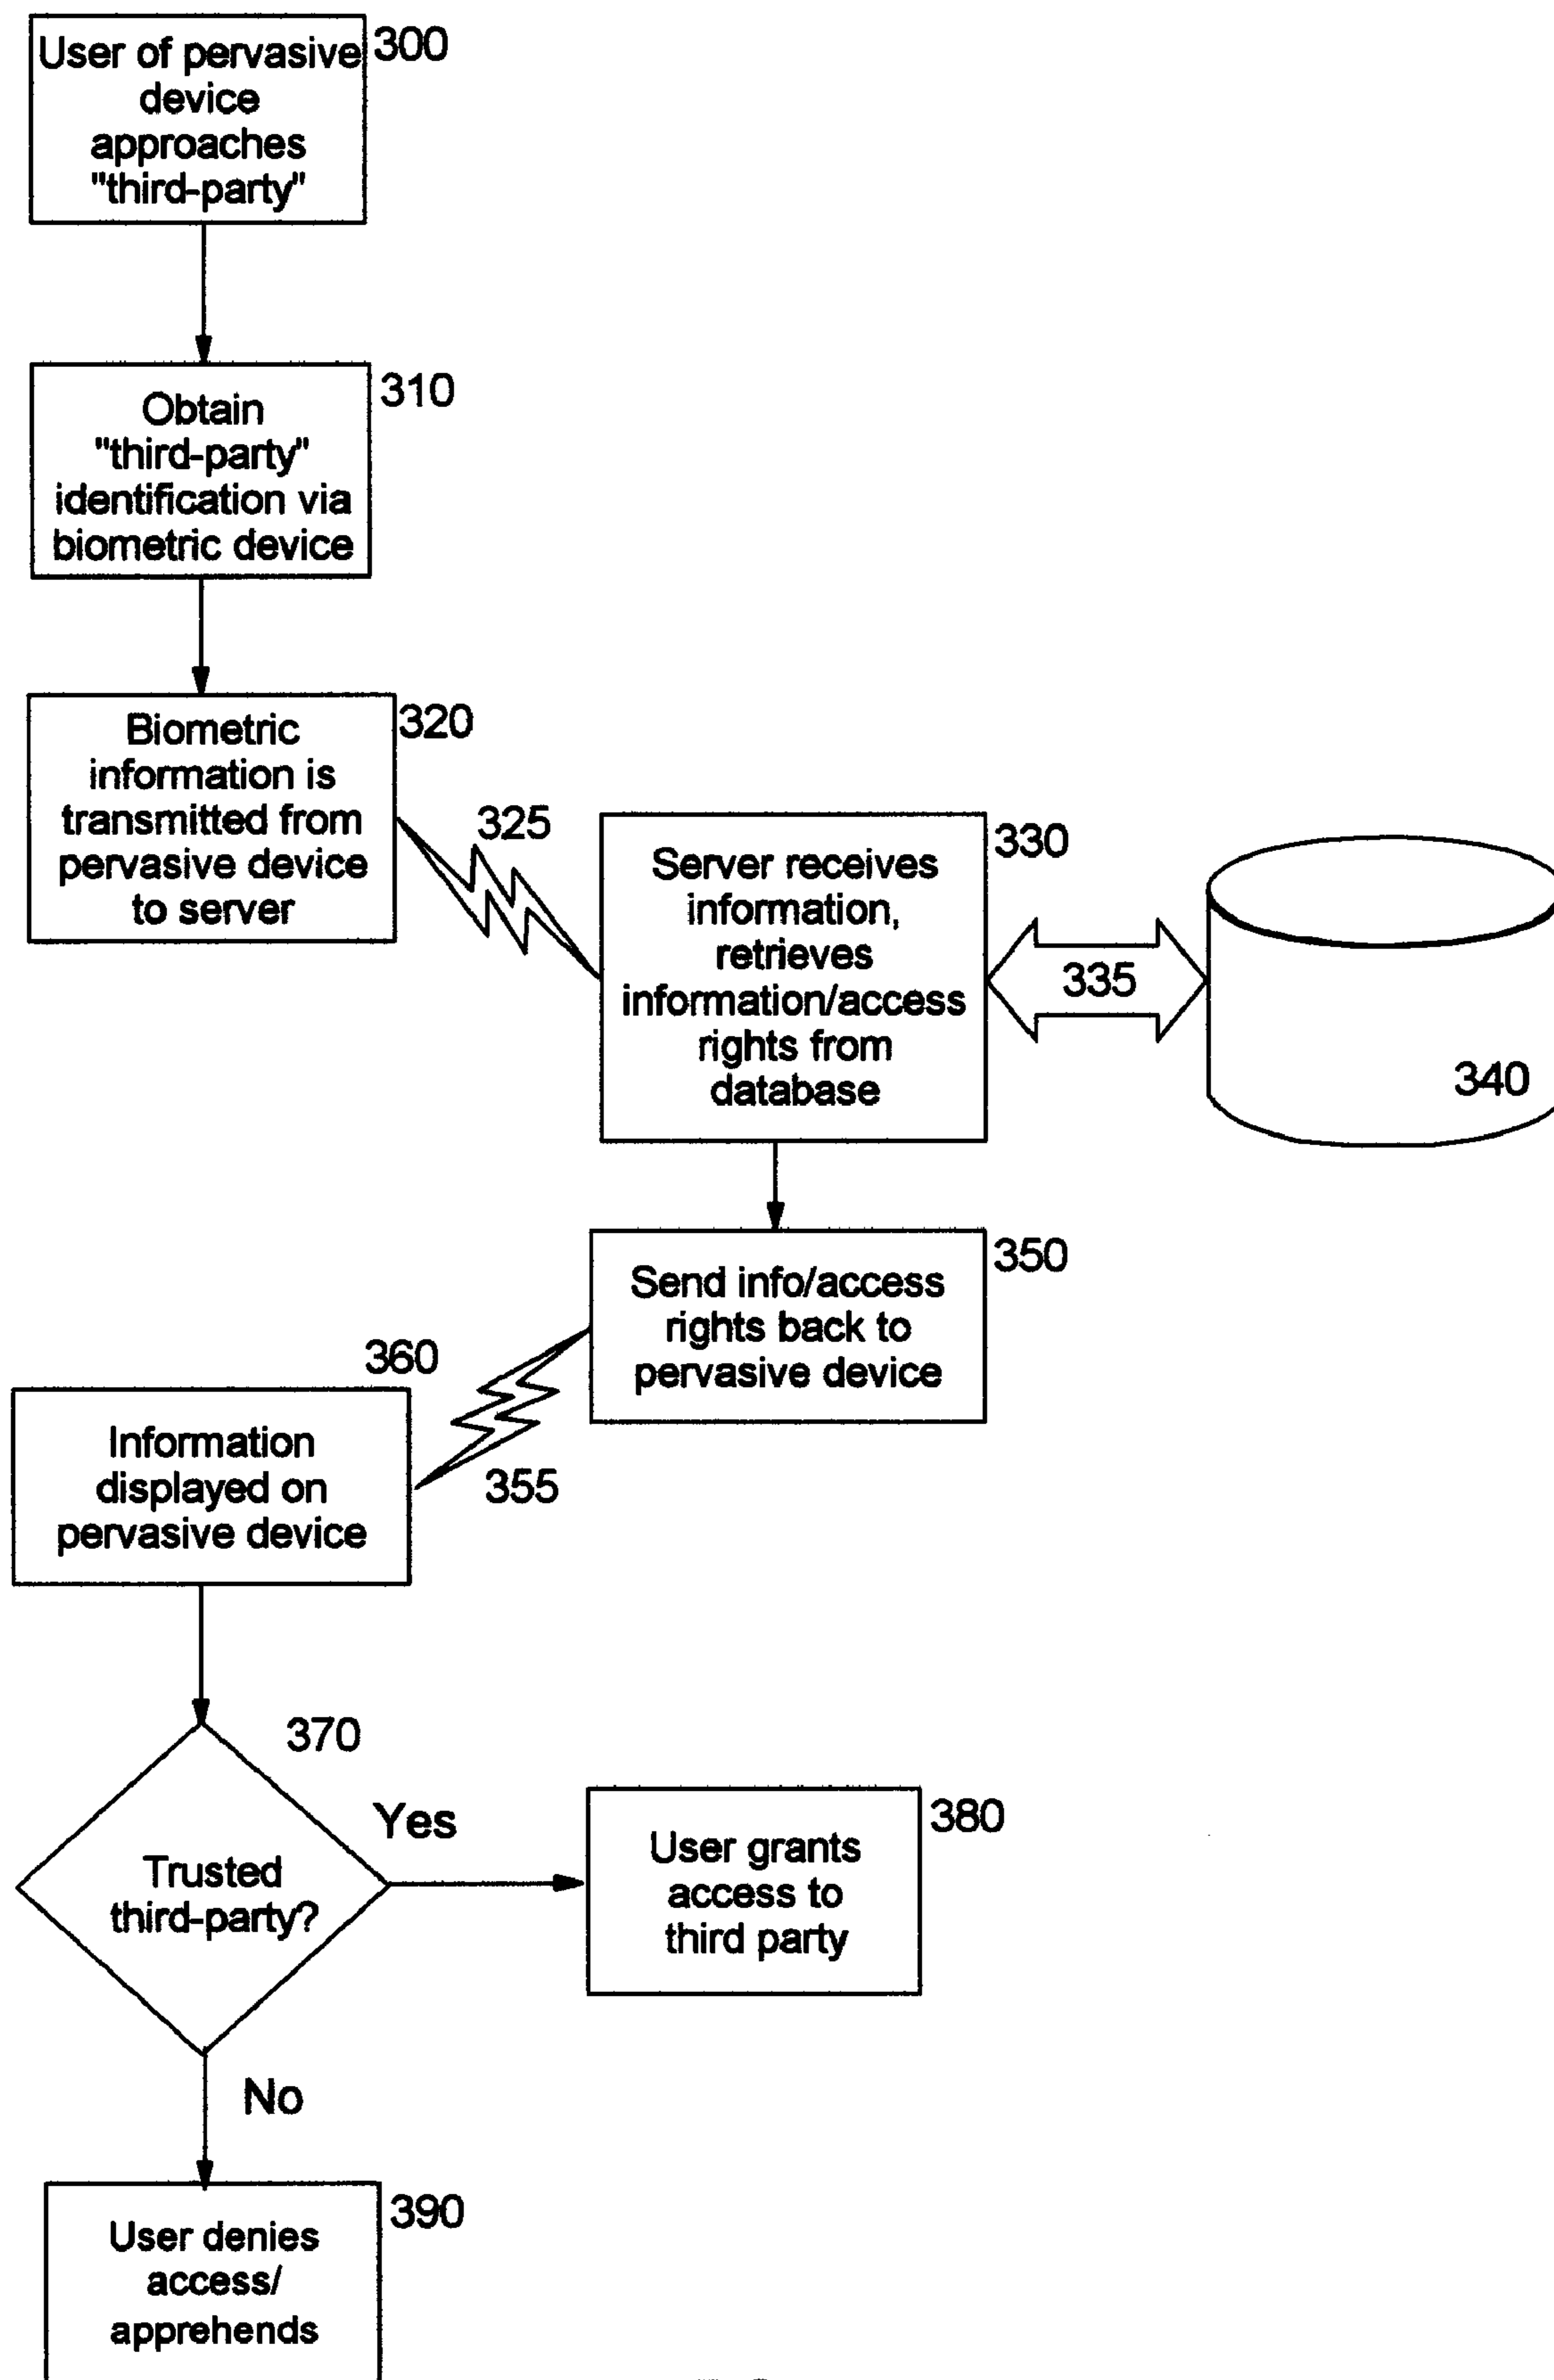 User of pervasive
device
approaches
"third-party"
300
Obtain
"third-party"
identification via
biometric device
310
Biometric
information is
transmitted from
pervasive device
to server
320
325
Server receives
information,
retrieves
information/access
rights from
database
330
335
340
Send info/access
rights back to
pervasive device
350
355
360
Information
displayed on
pervasive device
370
Trusted
third-party?
Yes
User grants
access to
third party
380
No
User denies
access/
apprehends
390